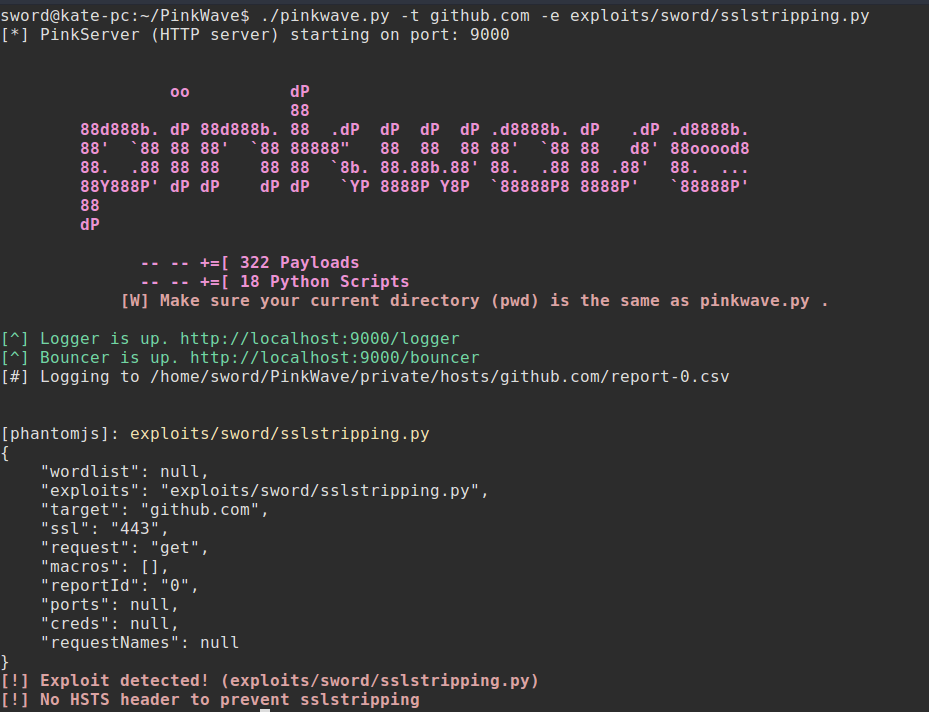 sword@kate-pc:~/PinkWave$ ./pinkwave.py -t github.com -e exploits/sword/sslstripping.py
[*] PinkServer (HTTP server) starting on port: 9000
         oo          dP
                     88
88d888b. dP 88d888b. 88  .dP  dP  dP  dP .d8888b. dP   .dP .d8888b.
88'  `88 88 88'  `88 88888"   88  88  88 88'  `88 88   d8' 88ooood8
88.  .88 88 88    88 88  `8b. 88.88b.88' 88.  .88 88 .88'  88.  ...
88Y888P' dP dP    dP dP   `YP 8888P Y8P  `88888P8 8888P'   `88888P'
88
dP
-- -- +=[ 322 Payloads
-- -- +=[ 18 Python Scripts
[W] Make sure your current directory (pwd) is the same as pinkwave.py .
[^] Logger is up. http://localhost:9000/logger
[^] Bouncer is up. http://localhost:9000/bouncer
[#] Logging to /home/sword/PinkWave/private/hosts/github.com/report-0.csv
[phantomjs]: exploits/sword/sslstripping.py
{
    "wordlist": null,
    "exploits": "exploits/sword/sslstripping.py",
    "target": "github.com",
    "ssl": "443",
    "request": "get",
    "macros": [],
    "reportId": "0",
    "ports": null,
    "creds": null,
    "requestNames": null
}
[!] Exploit detected! (exploits/sword/sslstripping.py)
[!] No HSTS header to prevent sslstripping